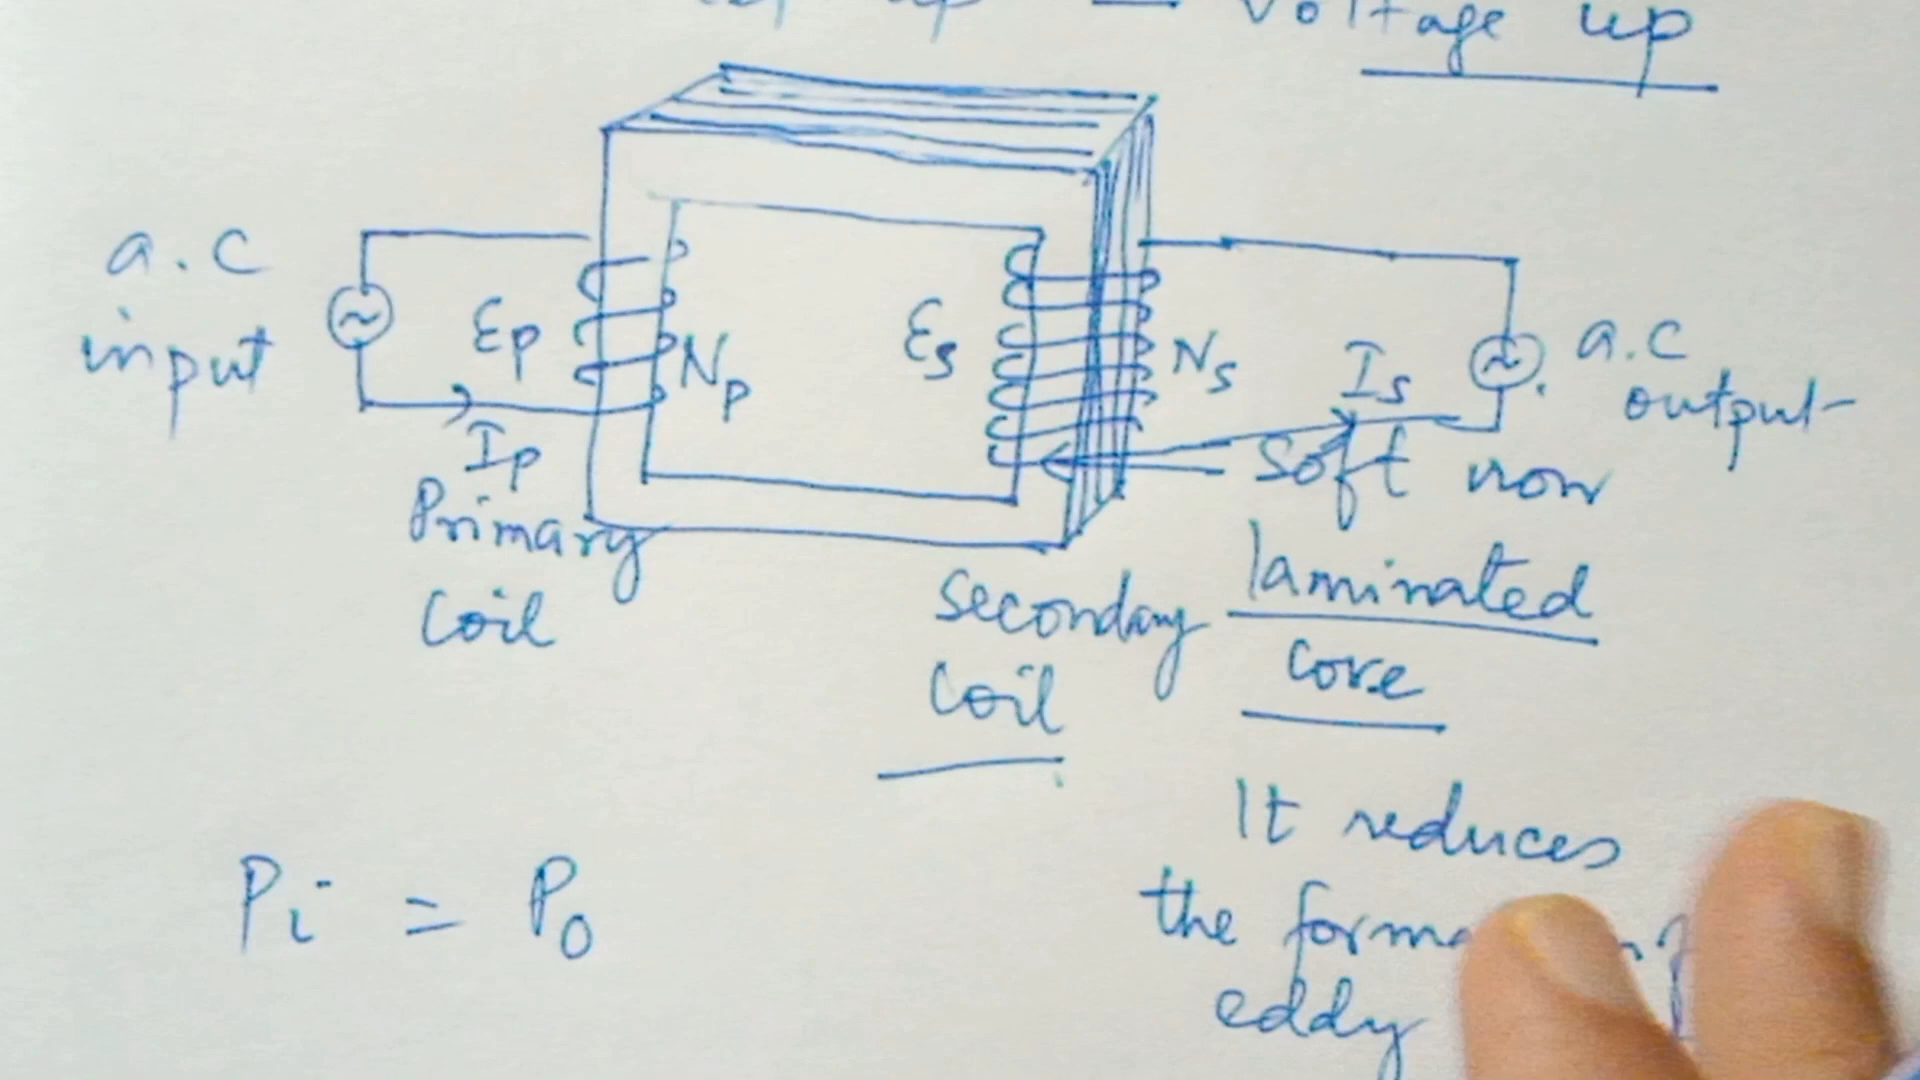 up = Voltage up
a.c
input
Ep
Np
Es
Ns
Ip
Is
a.c
output
Primary
Coil
Secondary
Coil
Soft iron
laminated
core
It reduces
the
eddy
Pi = Po